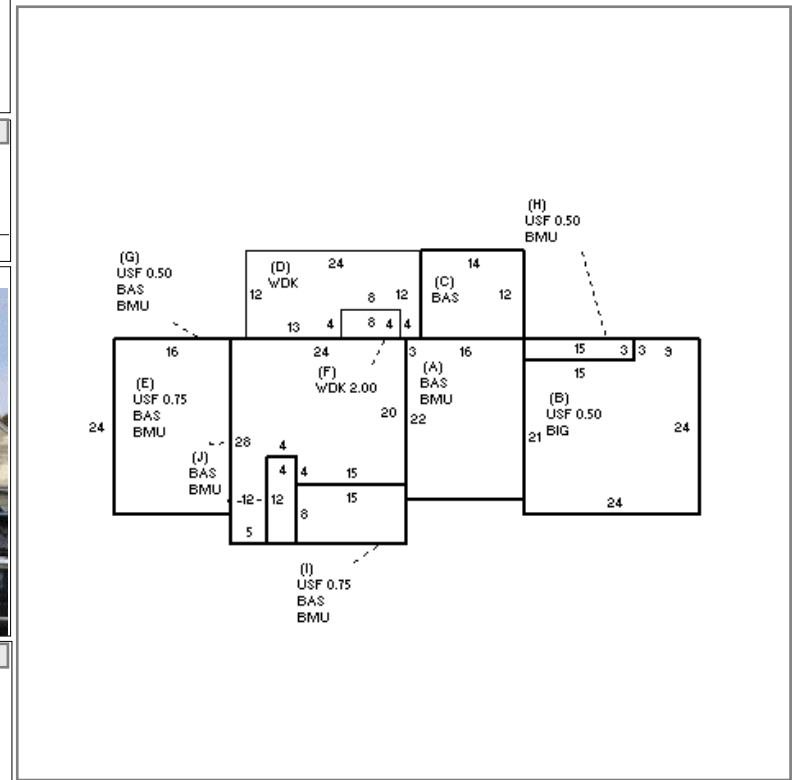 (H)
USF 0.50
BMU
(G)
USF 0.50
BAS
BMU
(D)
WDK
24
12
8
12
13
4
8
4
4
14
(C)
BAS
12
16
24
3
16
15
3
3
9
15
(E)
USF 0.75
BAS
BMU
(F)
WDK 2.00
(A)
BAS
BMU
(B)
USF 0.50
BIG
24
20
22
21
24
28
4
(J)
BAS
BMU
4
4
15
-12-
12
15
8
24
5
(I)
USF 0.75
BAS
BMU